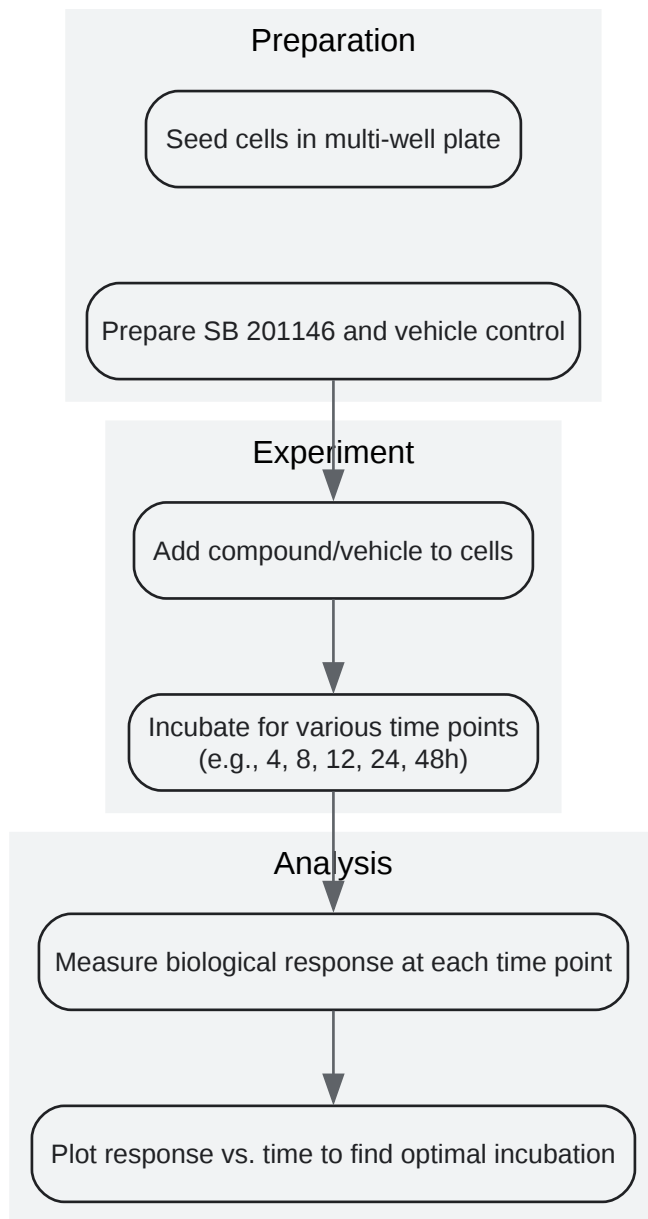 Preparation
Seed cells in multi-well plate
Prepare SB 201146 and vehicle control
Experiment
Add compound/vehicle to cells
Incubate for various time points
(e.g., 4, 8, 12, 24, 48h)
Analysis
Measure biological response at each time point
Plot response vs. time to find optimal incubation